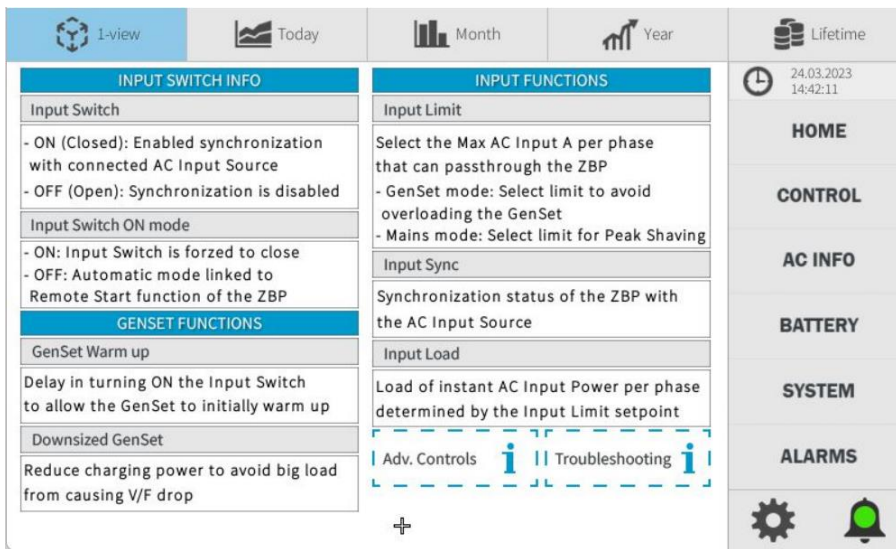 1-view
Today
Month
Year
Lifetime
INPUT SWITCH INFO
Input Switch
- ON (Closed): Enabled synchronization
with connected AC Input Source
- OFF (Open): Synchronization is disabled
Input Switch ON mode
- ON: Input Switch is forzed to close
- OFF: Automatic mode linked to
Remote Start function of the ZBP
GENSET FUNCTIONS
GenSet Warm up
Delay in turning ON the Input Switch
to allow the GenSet to initially warm up
Downsized GenSet
Reduce charging power to avoid big load
from causing V/F drop
INPUT FUNCTIONS
Input Limit
Select the Max AC Input A per phase
that can passthrough the ZBP
- GenSet mode: Select limit to avoid
overloading the GenSet
- Mains mode: Select limit for Peak Shaving
Input Sync
Synchronization status of the ZBP with
the AC Input Source
Input Load
Load of instant AC Input Power per phase
determined by the Input Limit setpoint
Adv. Controls i
Troubleshooting i
24.03.2023
14:42:11
HOME
CONTROL
AC INFO
BATTERY
SYSTEM
ALARMS